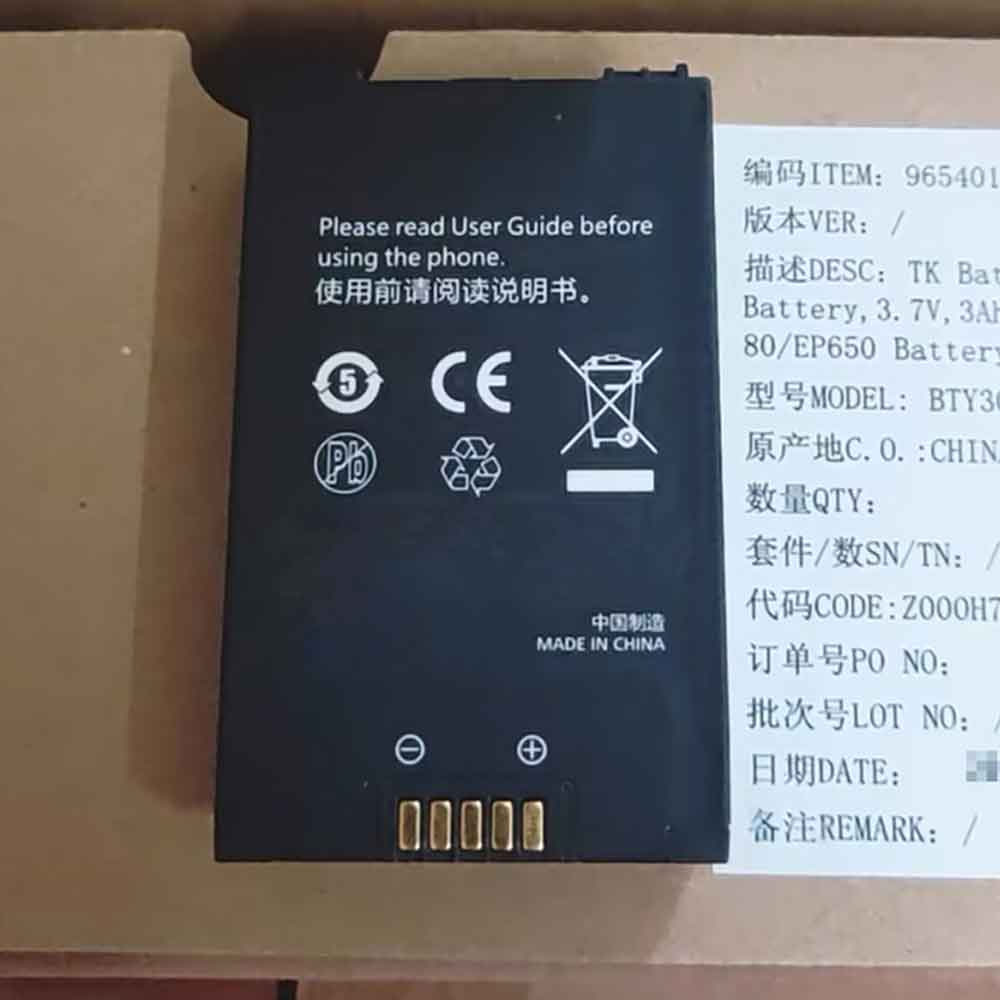 Please read User Guide before
using the phone.
使用前请阅读说明书。
5
CE
Pb
中国制造
MADE IN CHINA
编码ITEM: 965401
版本VER: /
描述DESC: TK Bat
Battery,3.7V,3Ah
80/EP650 Battery
型号MODEL: BTY30
原产地C.O.:CHINA
数量QTY:
套件/数SN/TN: /
代码CODE:Z000H7
订单号PO NO:
批次号LOT NO: /
日期DATE:
备注REMARK: /